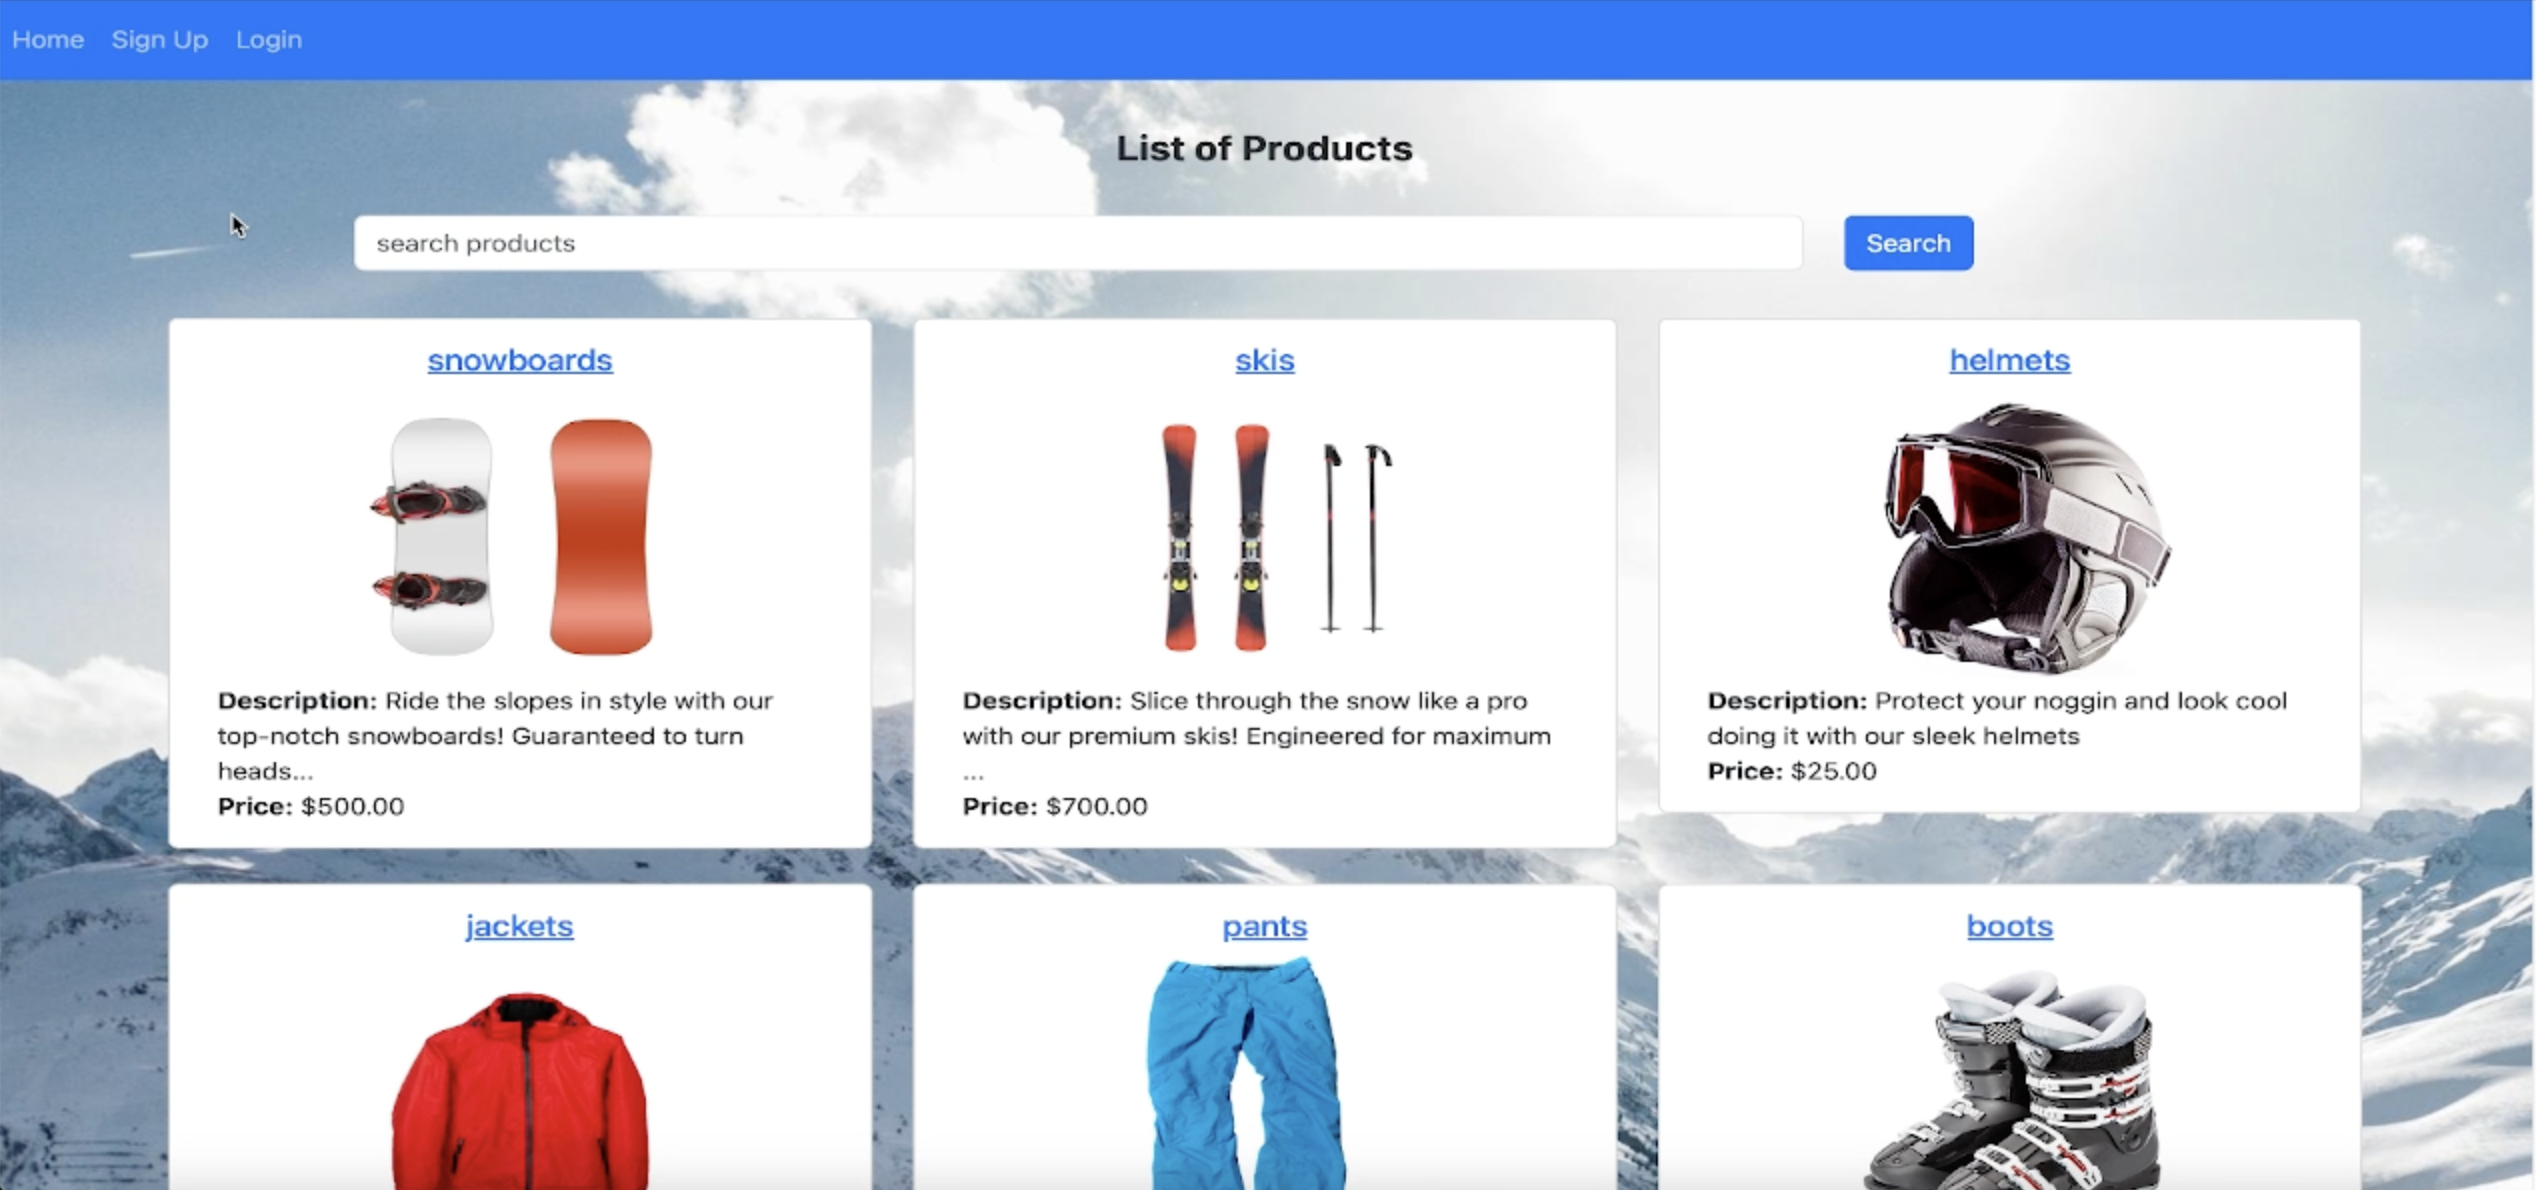 Home Sign Up Login
List of Products
search products
Search
snowboards
Description: Ride the slopes in style with our
top-notch snowboards! Guaranteed to turn
heads...
Price: $500.00
skis
Description: Slice through the snow like a pro
with our premium skis! Engineered for maximum
...
Price: $700.00
helmets
Description: Protect your noggin and look cool
doing it with our sleek helmets
Price: $25.00
jackets
pants
boots